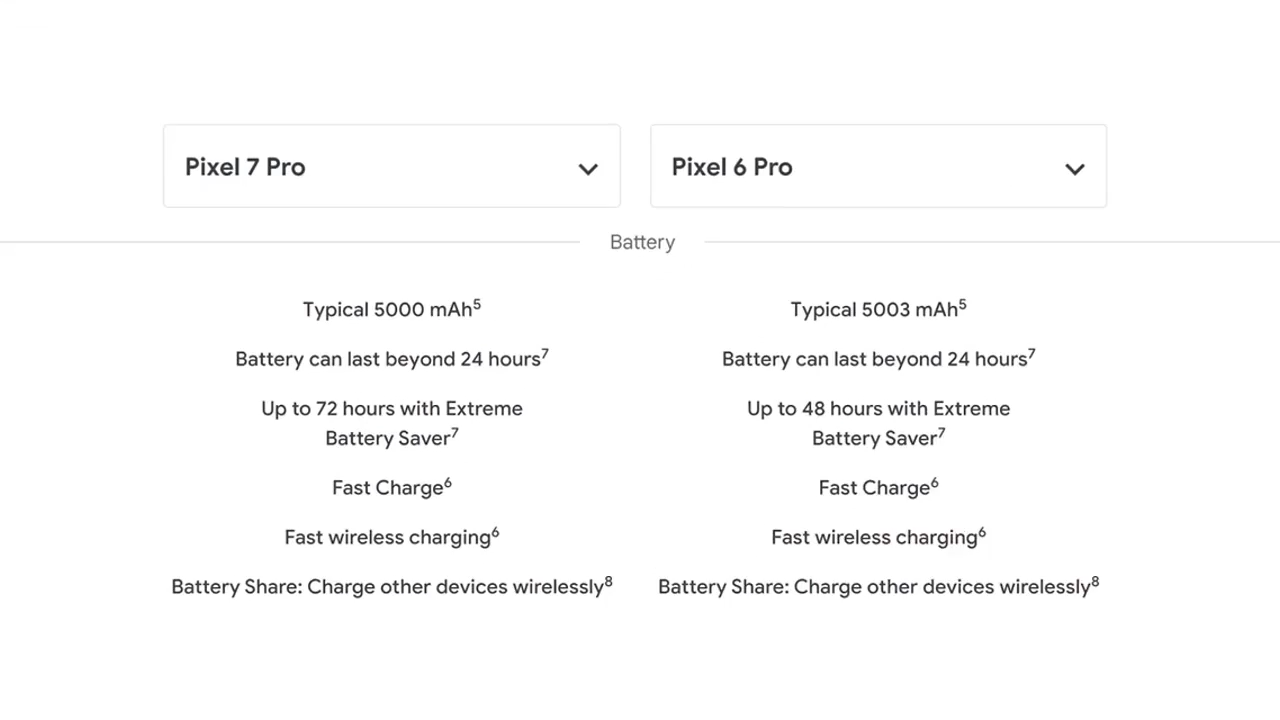 Pixel 7 Pro
Pixel 6 Pro
Battery
Typical 5000 mAh⁵
Battery can last beyond 24 hours⁷
Up to 72 hours with Extreme
Battery Saver⁷
Fast Charge⁶
Fast wireless charging⁶
Battery Share: Charge other devices wirelessly⁸
Typical 5003 mAh⁵
Battery can last beyond 24 hours⁷
Up to 48 hours with Extreme
Battery Saver⁷
Fast Charge⁶
Fast wireless charging⁶
Battery Share: Charge other devices wirelessly⁸